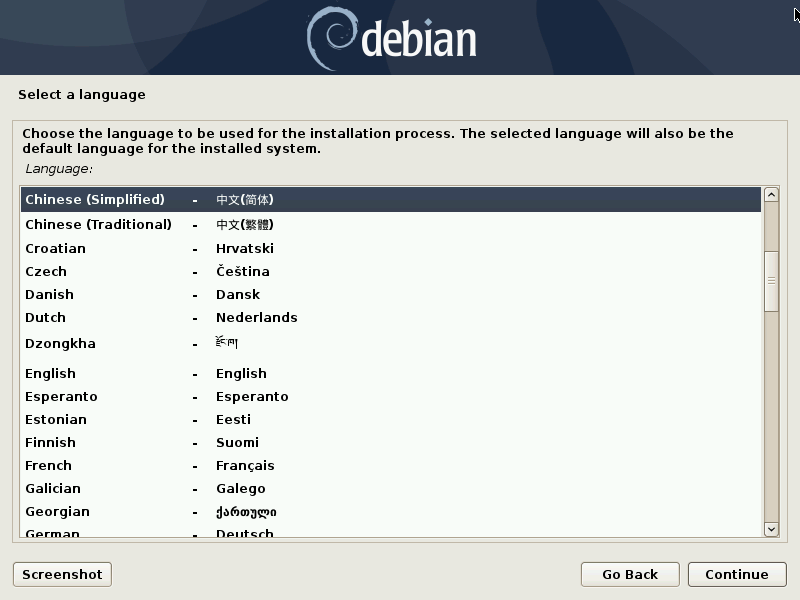 debian
Select a language
Choose the language to be used for the installation process. The selected language will also be the
default language for the installed system.
Language:
Chinese (Simplified) - 中文(简体)
Chinese (Traditional) - 中文(繁體)
Croatian - Hrvatski
Czech - Čeština
Danish - Dansk
Dutch - Nederlands
Dzongkha - རྫོང་ཁ།
English - English
Esperanto - Esperanto
Estonian - Eesti
Finnish - Suomi
French - Français
Galician - Galego
Georgian - ქართული
German - Deutsch
Screenshot Go Back Continue